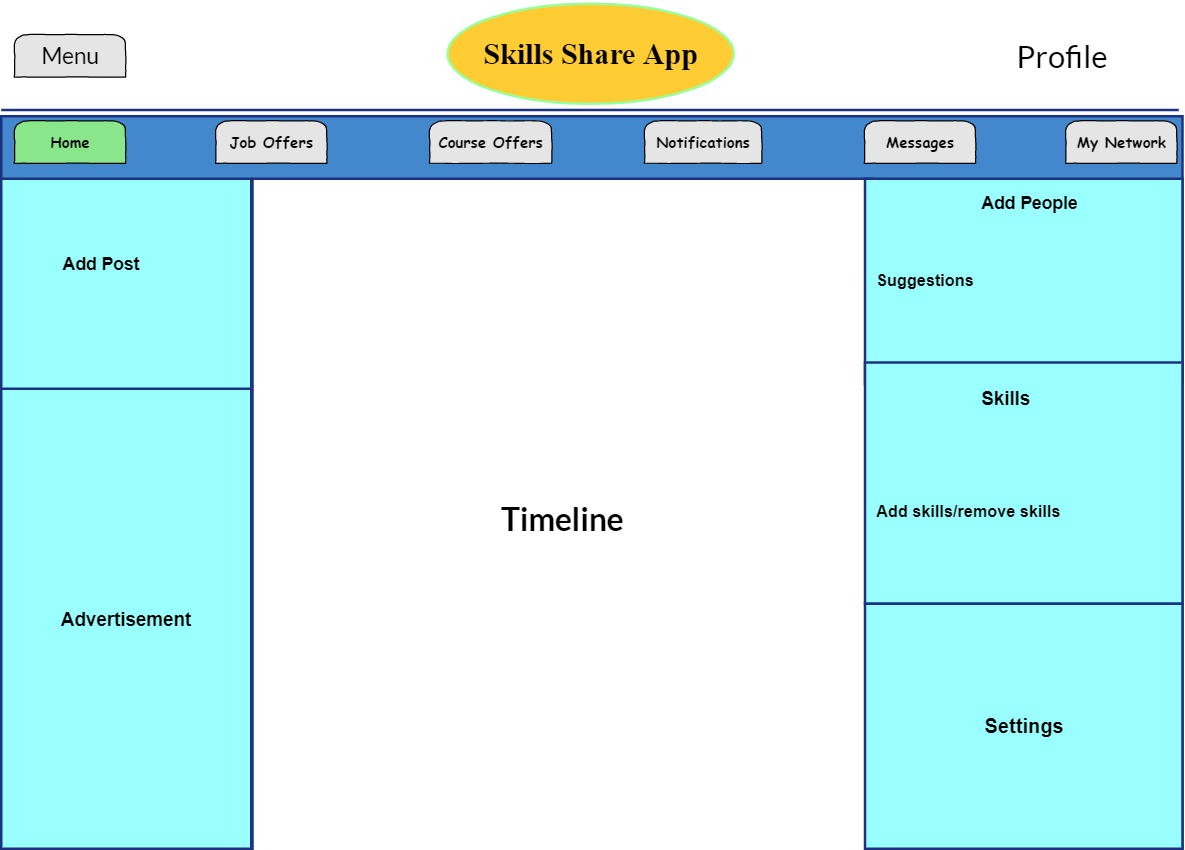 Menu
Skills Share App
Profile
Home
Job Offers
Course Offers
Notifications
Messages
My Network
Add Post
Advertisement
Timeline
Add People
Suggestions
Skills
Add skills/remove skills
Settings